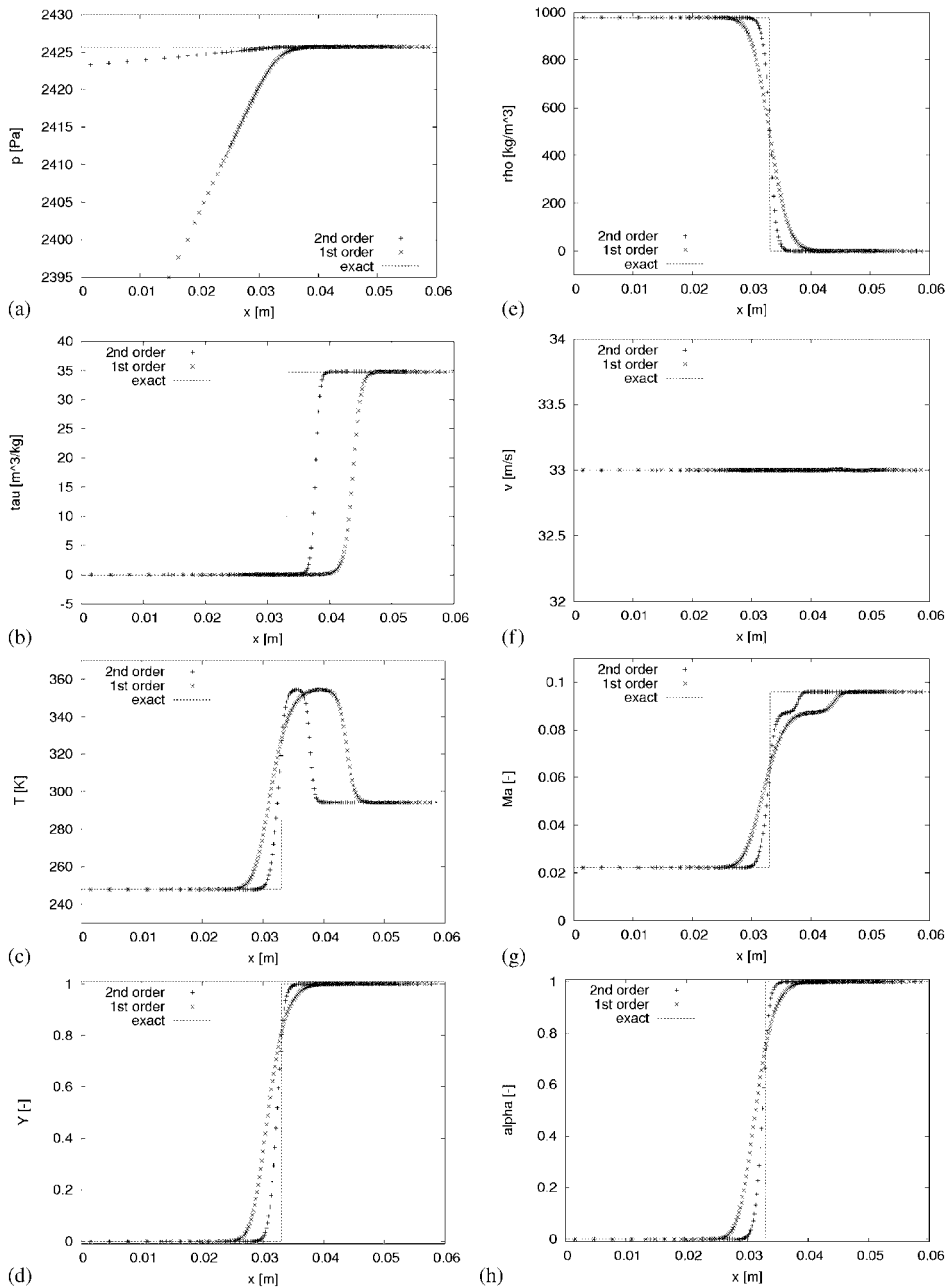 2430
2425
2420
2415
2410
2405
2400
2395
p [Pa]
2nd order +
1st order ×
exact
0 0.01 0.02 0.03 0.04 0.05 0.06
x [m]
(a)
1000
800
600
400
200
0
rho [kg/m^3]
2nd order +
1st order ×
exact
0 0.01 0.02 0.03 0.04 0.05 0.06
x [m]
(e)
40
35
30
25
20
15
10
5
0
-5
tau [m^3/kg]
2nd order +
1st order ×
exact
0 0.01 0.02 0.03 0.04 0.05 0.06
x [m]
(b)
34
33.5
33
32.5
32
v [m/s]
2nd order +
1st order ×
exact
0 0.01 0.02 0.03 0.04 0.05 0.06
x [m]
(f)
360
340
320
300
280
260
240
T [K]
2nd order +
1st order ×
exact
0 0.01 0.02 0.03 0.04 0.05 0.06
x [m]
(c)
0.1
0.08
0.06
0.04
0.02
0
Ma [-]
2nd order +
1st order ×
exact
0 0.01 0.02 0.03 0.04 0.05 0.06
x [m]
(g)
1
0.8
0.6
0.4
0.2
0
Y [-]
2nd order +
1st order ×
exact
0 0.01 0.02 0.03 0.04 0.05 0.06
x [m]
(d)
1
0.8
0.6
0.4
0.2
0
alpha [-]
2nd order +
1st order ×
exact
0 0.01 0.02 0.03 0.04 0.05 0.06
x [m]
(h)